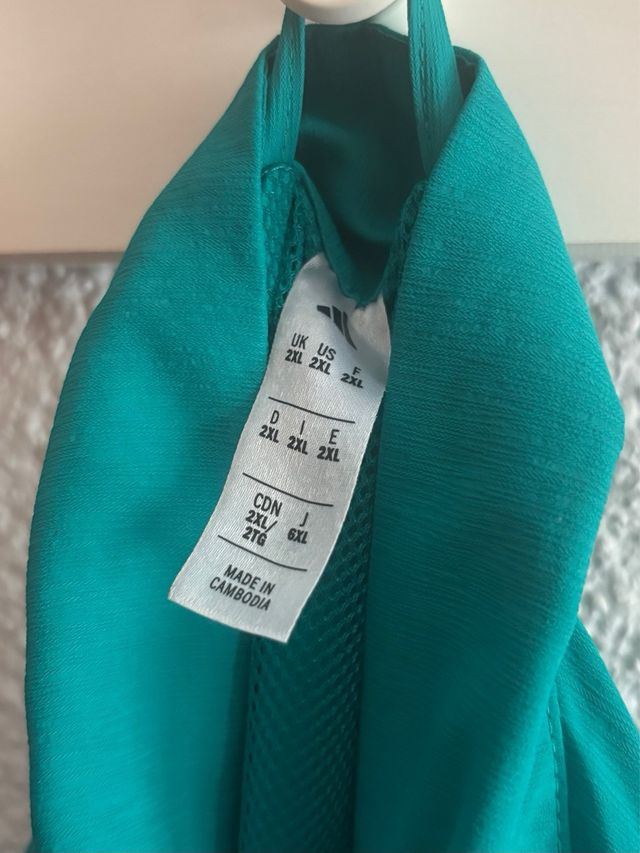 UK US F
2XL 2XL 2XL
D I E
2XL 2XL 2XL
CDN J
2XL/ 6XL
2TG
MADE IN
CAMBODIA